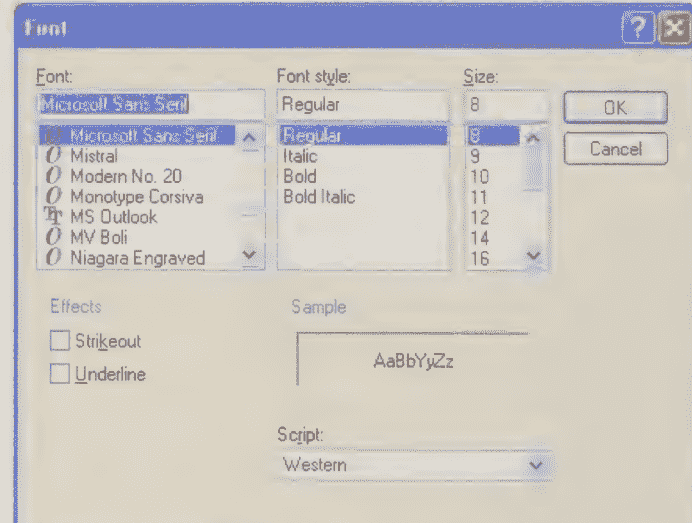 Font
Font: Font style: Size:
Microsoft Sans Serif Regular 8 OK
Microsoft Sans Serif Regular 8 Cancel
Mistral Italic 9
Modern No. 20 Bold 10
Monotype Corsiva Bold Italic 11
MS Outlook 12
MV Boli 14
Niagara Engraved 16
Effects Sample
Strikeout
AaBbYyZz
Underline
Script:
Western